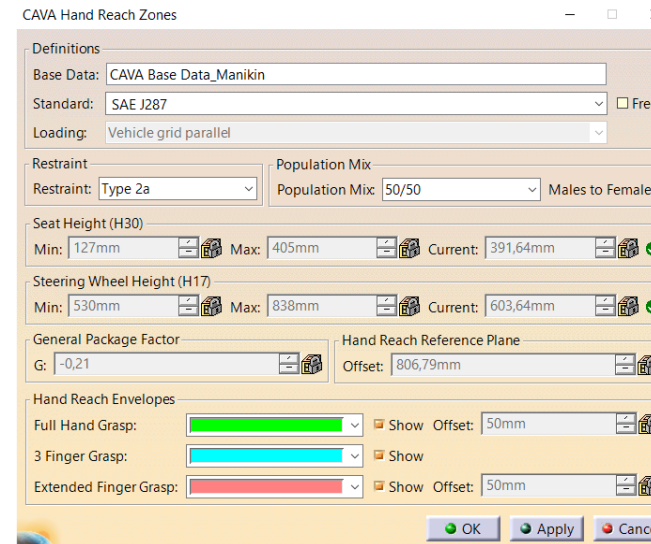 CAVA Hand Reach Zones
Definitions
Base Data: CAVA Base Data_Manikin
Standard: SAE J287 Fre
Loading: Vehicle grid parallel
Restraint Population Mix
Restraint: Type 2a Population Mix: 50/50 Males to Female
Seat Height (H30)
Min: 127mm Max: 405mm Current: 391,64mm
Steering Wheel Height (H17)
Min: 530mm Max: 838mm Current: 603,64mm
General Package Factor Hand Reach Reference Plane
G: -0,21 Offset: 806,79mm
Hand Reach Envelopes
Full Hand Grasp: Show Offset: 50mm
3 Finger Grasp: Show
Extended Finger Grasp: Show Offset: 50mm
OK Apply Canc